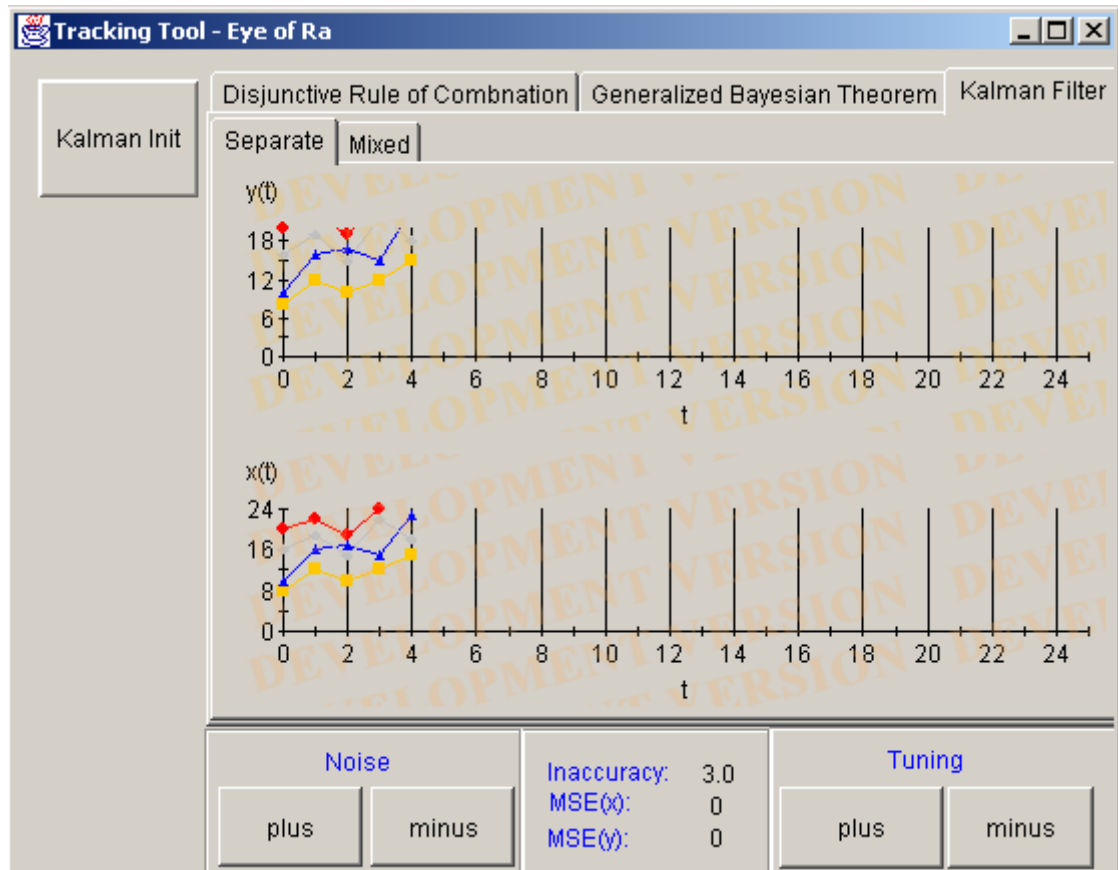 Tracking Tool - Eye of Ra
Kalman Init
Disjunctive Rule of Combnation
Generalized Bayesian Theorem
Kalman Filter
Separate
Mixed
y(t)
18
12
6
0
0 2 4 6 8 10 12 14 16 18 20 22 24
t
x(t)
24
16
8
0
0 2 4 6 8 10 12 14 16 18 20 22 24
t
DEVELOPMENT VERSION
Noise
plus
minus
Inaccuracy: 3.0
MSE(x): 0
MSE(y): 0
Tuning
plus
minus